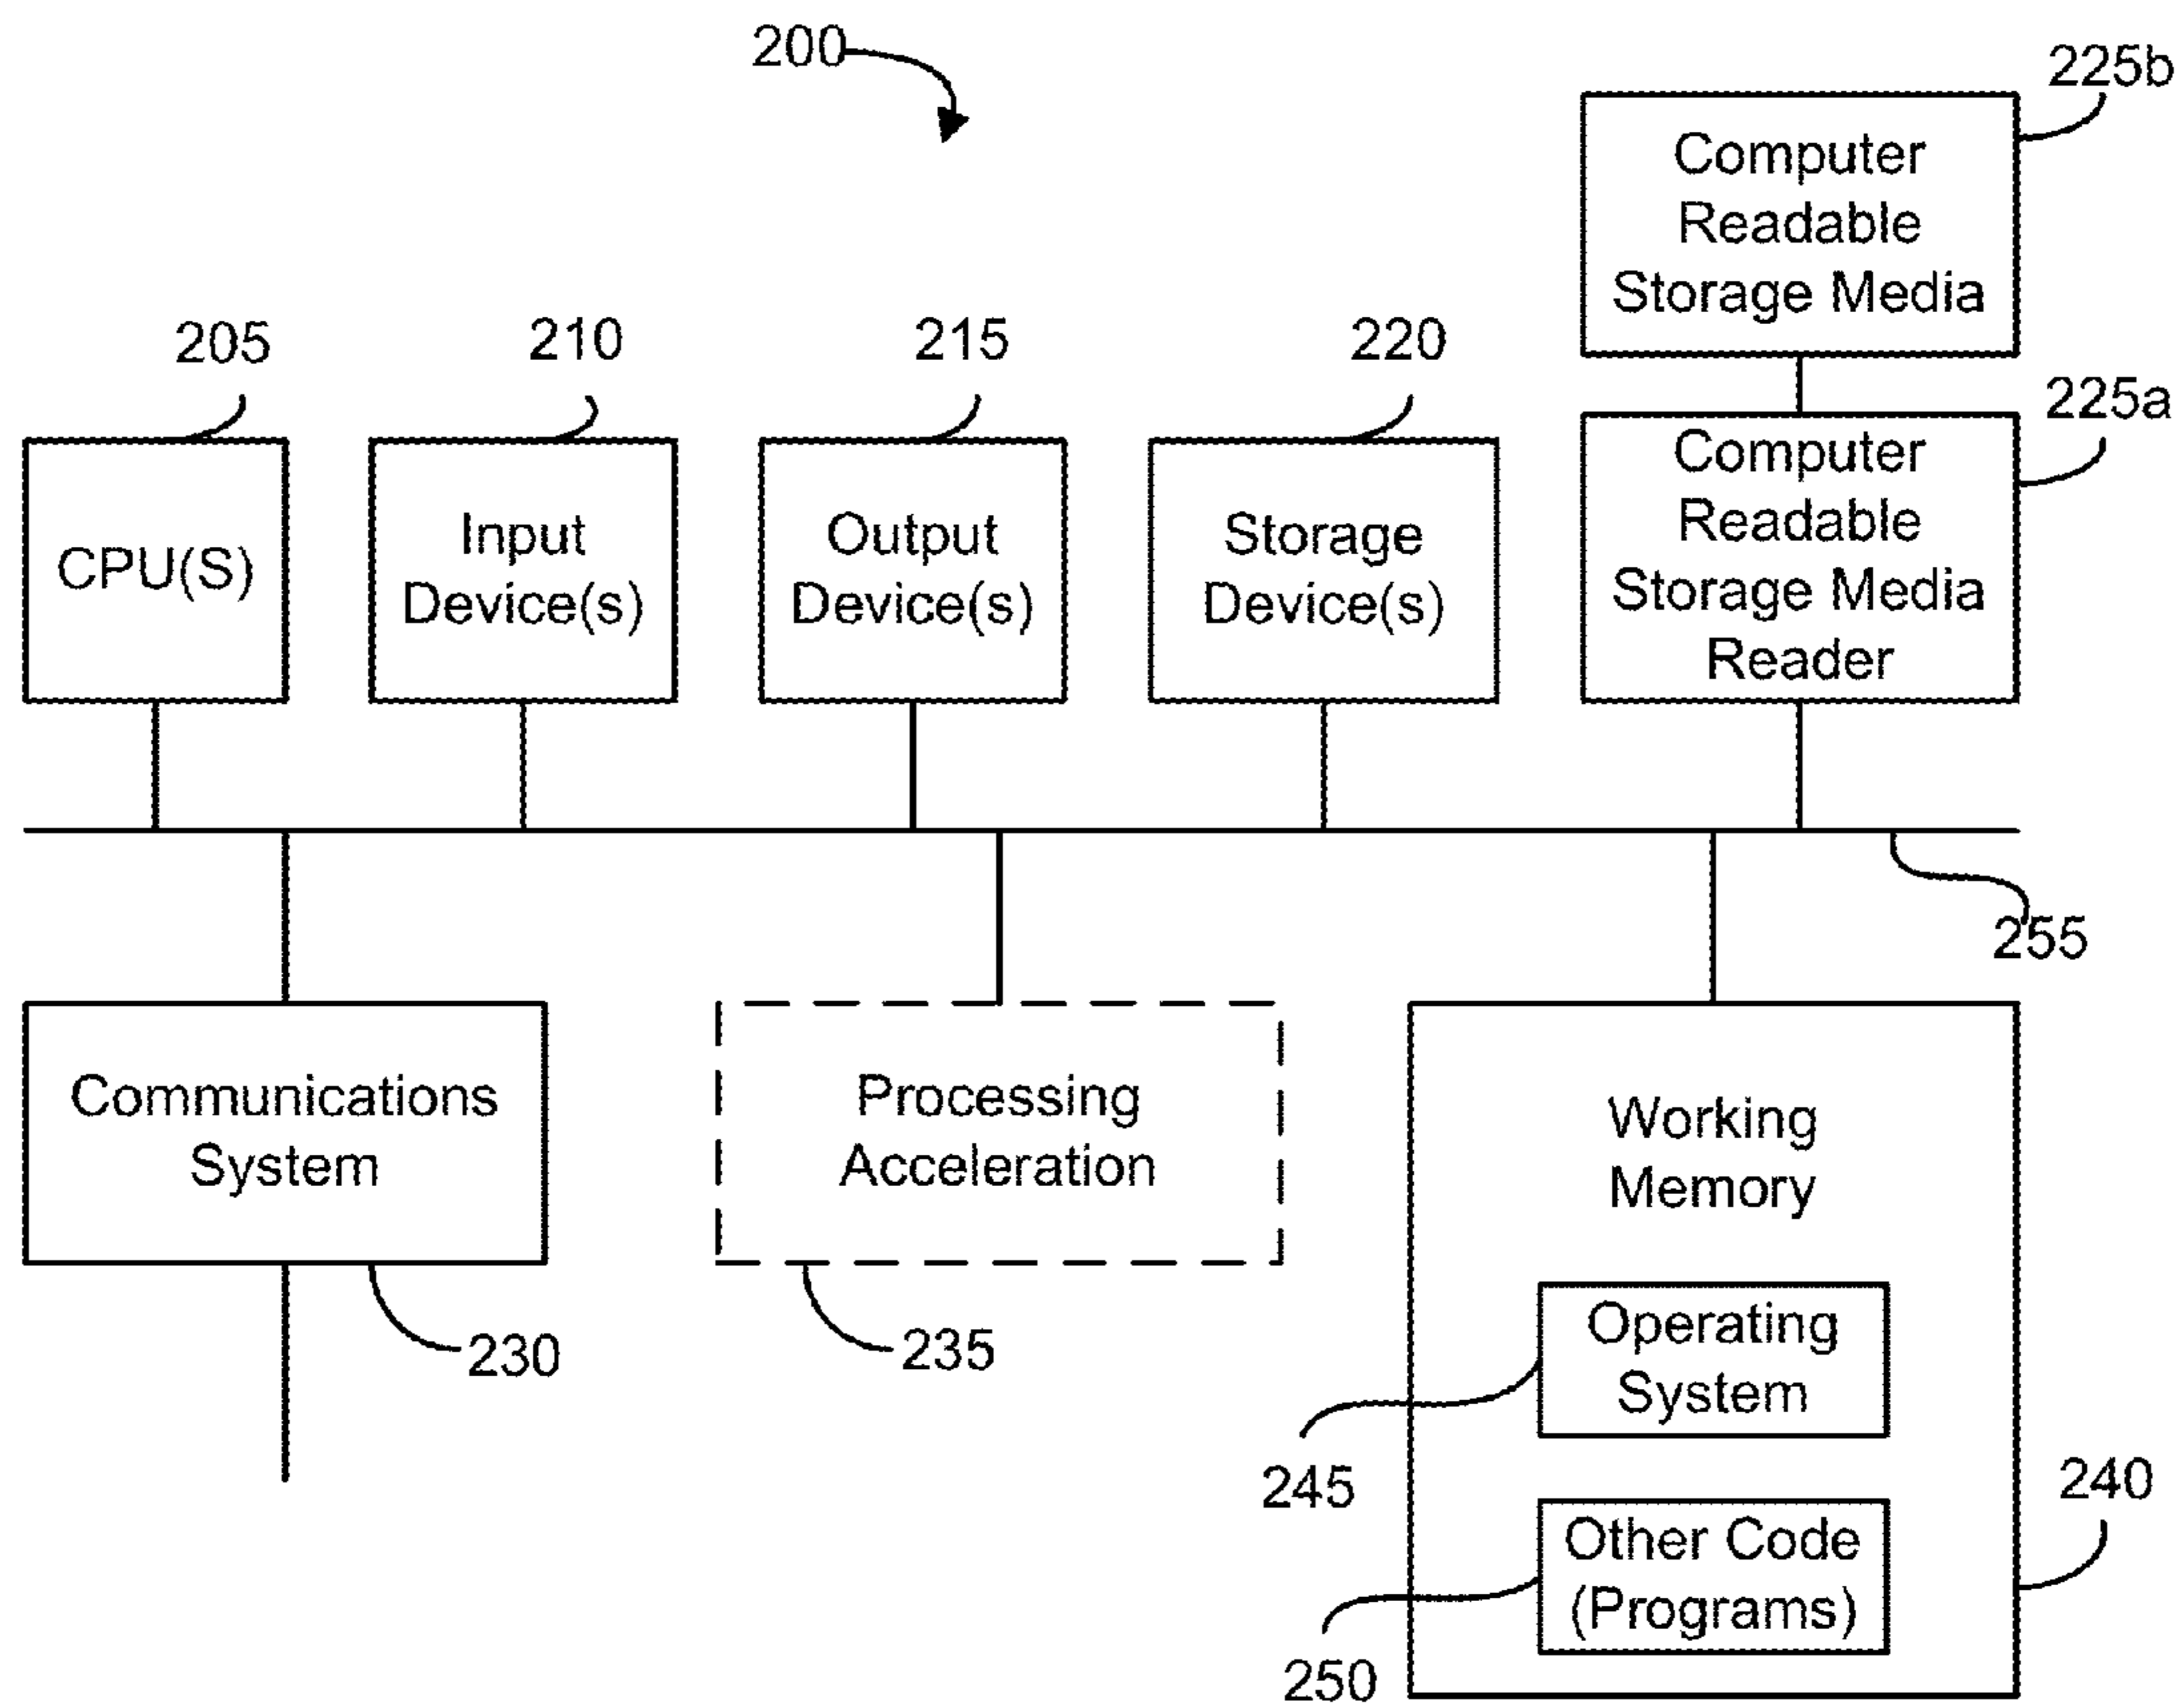 200
225b
Computer
Readable
Storage Media
205
210
215
220
225a
CPU(S)
Input
Device(s)
Output
Device(s)
Storage
Device(s)
Computer
Readable
Storage Media
Reader
255
Communications
System
Processing
Acceleration
Working
Memory
230
235
Operating
System
245
240
Other Code
(Programs)
250